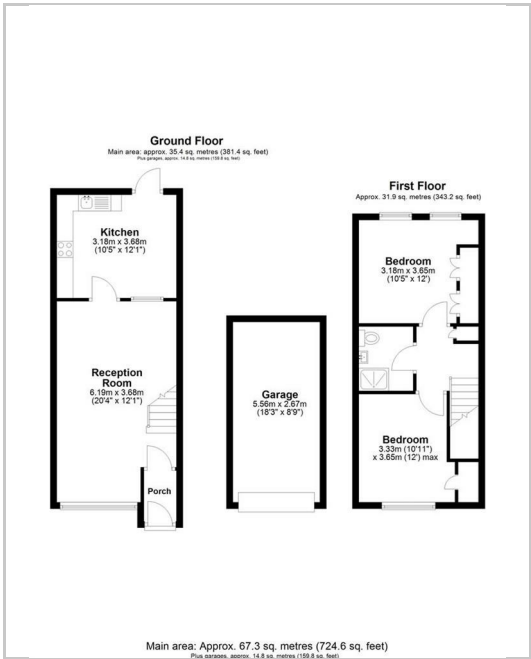 Ground Floor
Main area: approx. 35.4 sq. metres (381.4 sq. feet)
Plus garages, approx. 14.8 sq. metres (159.8 sq. feet)
Kitchen
3.18m x 3.68m
(10'5" x 12'1")
Reception
Room
6.19m x 3.68m
(20'4" x 12'1")
Porch
Garage
5.56m x 2.67m
(18'3" x 8'9")
First Floor
Approx. 31.9 sq. metres (343.2 sq. feet)
Bedroom
3.18m x 3.65m
(10'5" x 12')
Bedroom
3.33m (10'11")
x 3.65m (12') max
Main area: Approx. 67.3 sq. metres (724.6 sq. feet)
Plus garages, approx. 14.8 sq. metres (159.8 sq. feet)